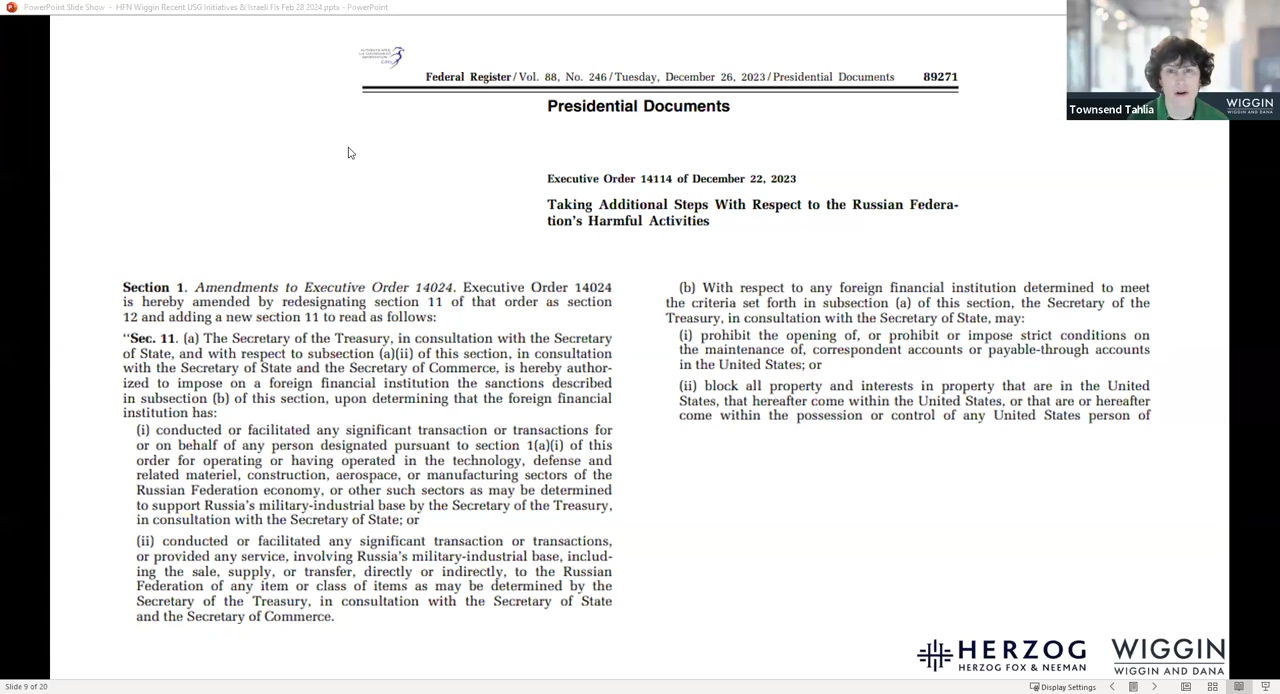 PowerPoint Slide Show - HFN Wiggin Recent USG Initiatives & Israeli FIs Feb 28 2024.ppts - PowerPoint
Townsend Tahlia
WIGGIN
WIGGIN AND DANA
Federal Register / Vol. 88, No. 246 / Tuesday, December 26, 2023 / Presidential Documents 89271
Presidential Documents
Executive Order 14114 of December 22, 2023
Taking Additional Steps With Respect to the Russian Federa-
tion's Harmful Activities
Section 1. Amendments to Executive Order 14024. Executive Order 14024
is hereby amended by redesignating section 11 of that order as section
12 and adding a new section 11 to read as follows:
"Sec. 11. (a) The Secretary of the Treasury, in consultation with the Secretary
of State, and with respect to subsection (a)(ii) of this section, in consultation
with the Secretary of State and the Secretary of Commerce, is hereby author-
ized to impose on a foreign financial institution the sanctions described
in subsection (b) of this section, upon determining that the foreign financial
institution has:
(i) conducted or facilitated any significant transaction or transactions for
or on behalf of any person designated pursuant to section 1(a)(i) of this
order for operating or having operated in the technology, defense and
related materiel, construction, aerospace, or manufacturing sectors of the
Russian Federation economy, or other such sectors as may be determined
to support Russia's military-industrial base by the Secretary of the Treasury,
in consultation with the Secretary of State; or
(ii) conducted or facilitated any significant transaction or transactions,
or provided any service, involving Russia's military-industrial base, includ-
ing the sale, supply, or transfer, directly or indirectly, to the Russian
Federation of any item or class of items as may be determined by the
Secretary of the Treasury, in consultation with the Secretary of State
and the Secretary of Commerce.
(b) With respect to any foreign financial institution determined to meet
the criteria set forth in subsection (a) of this section, the Secretary of the
Treasury, in consultation with the Secretary of State, may:
(i) prohibit the opening of, or prohibit or impose strict conditions on
the maintenance of, correspondent accounts or payable-through accounts
in the United States; or
(ii) block all property and interests in property that are in the United
States, that hereafter come within the United States, or that are or hereafter
come within the possession or control of any United States person of
HERZOG
HERZOG FOX & NEEMAN
WIGGIN
WIGGIN AND DANA
Slide 9 of 20
Display Settings